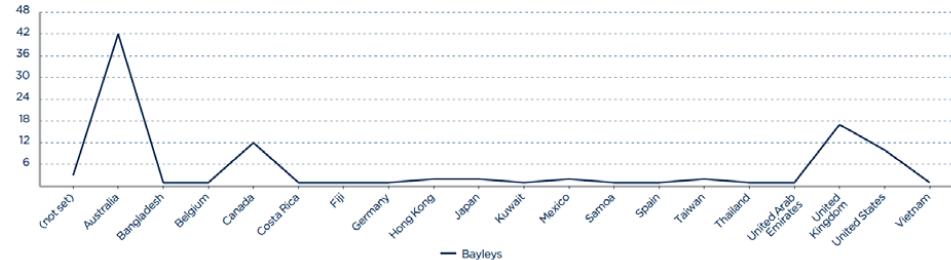 48
42
36
30
24
18
12
6
(not set)
Australia
Bangladesh
Belgium
Canada
Costa Rica
Fiji
Germany
Hong Kong
Japan
Kuwait
Mexico
Samoa
Spain
Taiwan
Thailand
United Arab
Emirates
United
Kingdom
United States
Vietnam
Bayleys